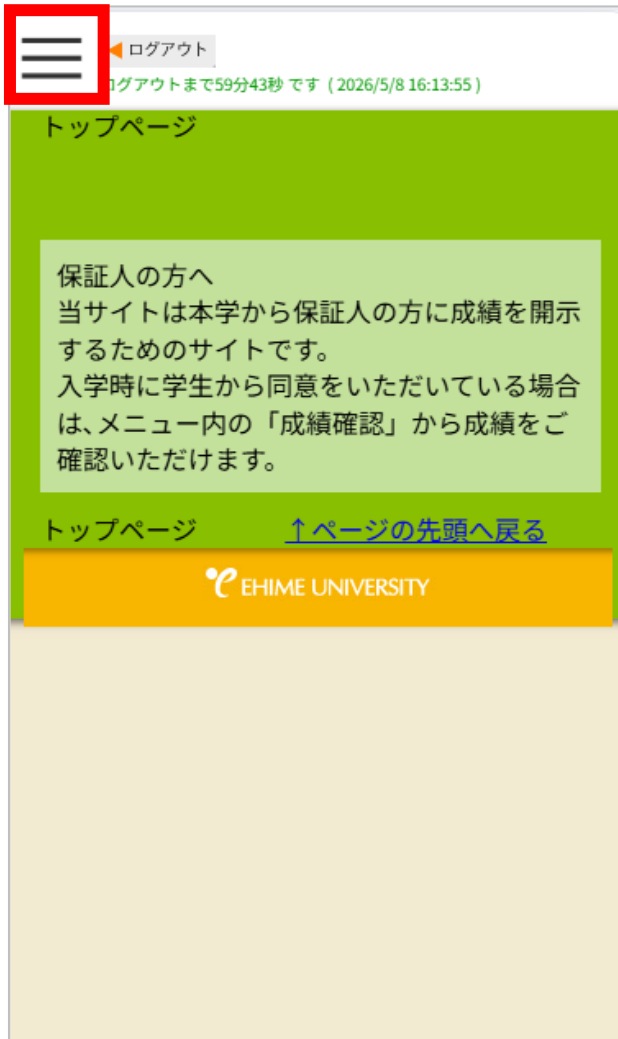 ログアウト
ログアウトまで59分43秒 です ( 2026/5/8 16:13:55 )
トップページ
保証人の方へ
当サイトは本学から保証人の方に成績を開示
するためのサイトです。
入学時に学生から同意をいただいている場合
は、メニュー内の「成績確認」から成績をご
確認いただけます。
トップページ ↑ページの先頭へ戻る
EHIME UNIVERSITY